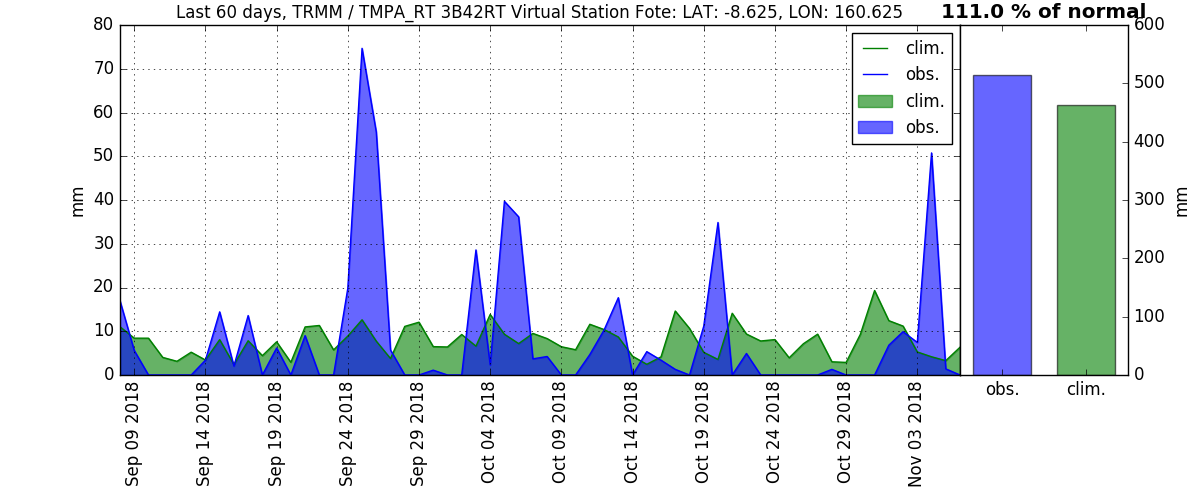 Last 60 days, TRMM / TMPA_RT 3B42RT Virtual Station Fote: LAT: -8.625, LON: 160.625
111.0 % of normal
80
70
60
50
40
30
20
10
0
mm
clim.
obs.
clim.
obs.
600
500
400
300
200
100
0
mm
obs.
clim.
Sep 09 2018
Sep 14 2018
Sep 19 2018
Sep 24 2018
Sep 29 2018
Oct 04 2018
Oct 09 2018
Oct 14 2018
Oct 19 2018
Oct 24 2018
Oct 29 2018
Nov 03 2018